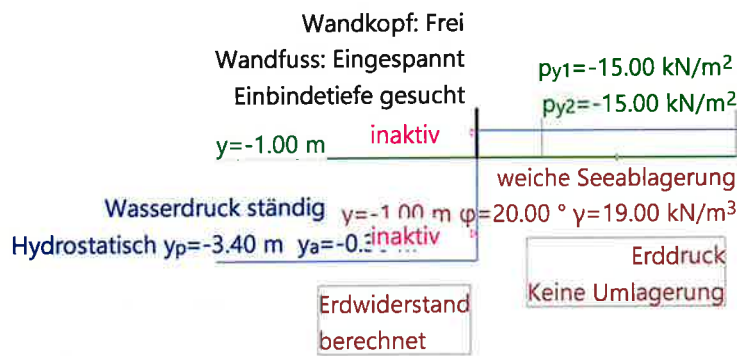 Wandkopf: Frei
Wandfuss: Eingespannt
Einbindetiefe gesucht
py1=-15.00 kN/m²
py2=-15.00 kN/m²
inaktiv
y=-1.00 m
weiche Seeablagerung
Wasserdruck ständig
y=-1.00 m φ=20.00 ° γ=19.00 kN/m³
Hydrostatisch yp=-3.40 m
inaktiv
Erddruck
Keine Umlagerung
Erdwiderstand
berechnet